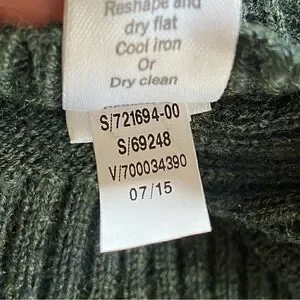 Reshape and
dry flat
Cool iron
Or
Dry clean
S/721694-00
S/69248
V/700034390
07/15